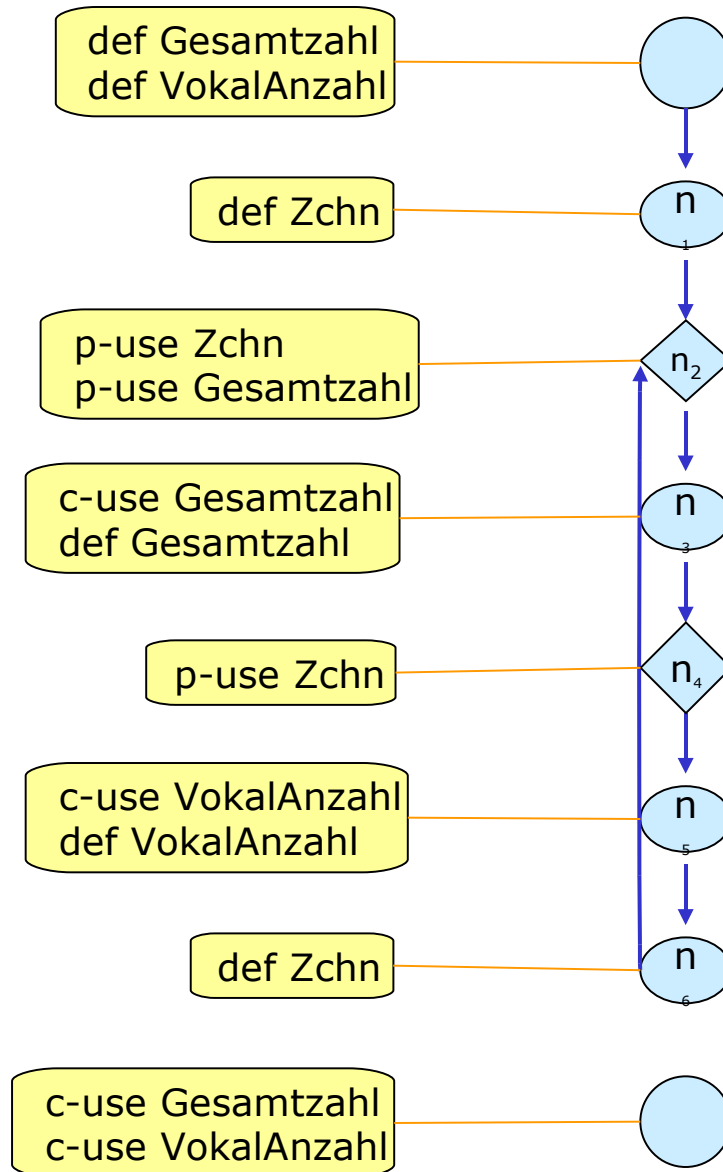 def Gesamtzahl
def VokalAnzahl
def Zchn
n
1
p-use Zchn
p-use Gesamtzahl
n2
c-use Gesamtzahl
def Gesamtzahl
n
3
p-use Zchn
n4
c-use VokalAnzahl
def VokalAnzahl
n
5
def Zchn
n
6
c-use Gesamtzahl
c-use VokalAnzahl